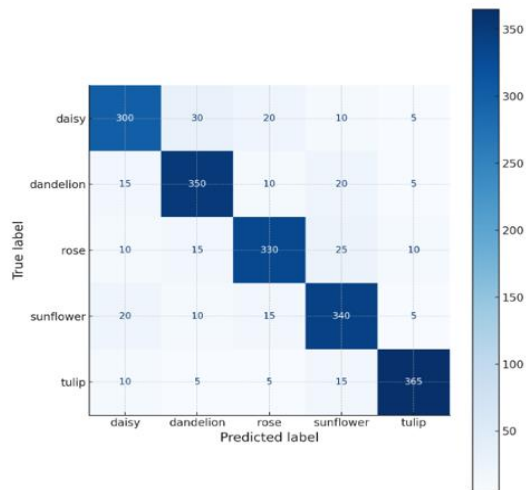 daisy 300 30 20 10 5
dandelion 15 350 10 20 5
rose 10 15 330 25 10
sunflower 20 10 15 340 5
tulip 10 5 5 15 365
daisy dandelion rose sunflower tulip
Predicted label
True label
350
300
250
200
150
100
50